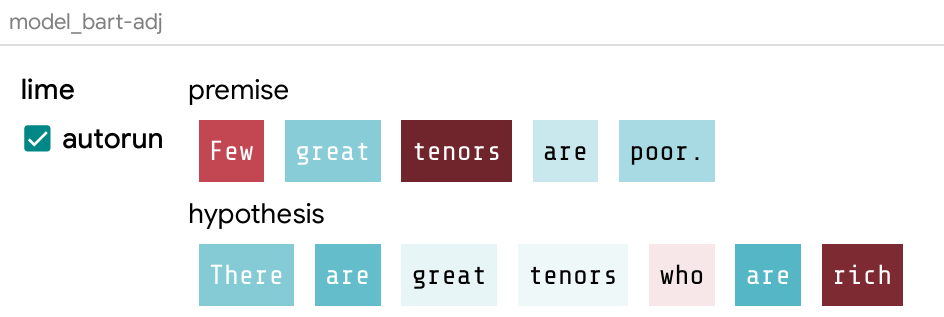 model_bart-adj
lime
autorun
premise
Few great tenors are poor.
hypothesis
There are great tenors who are rich